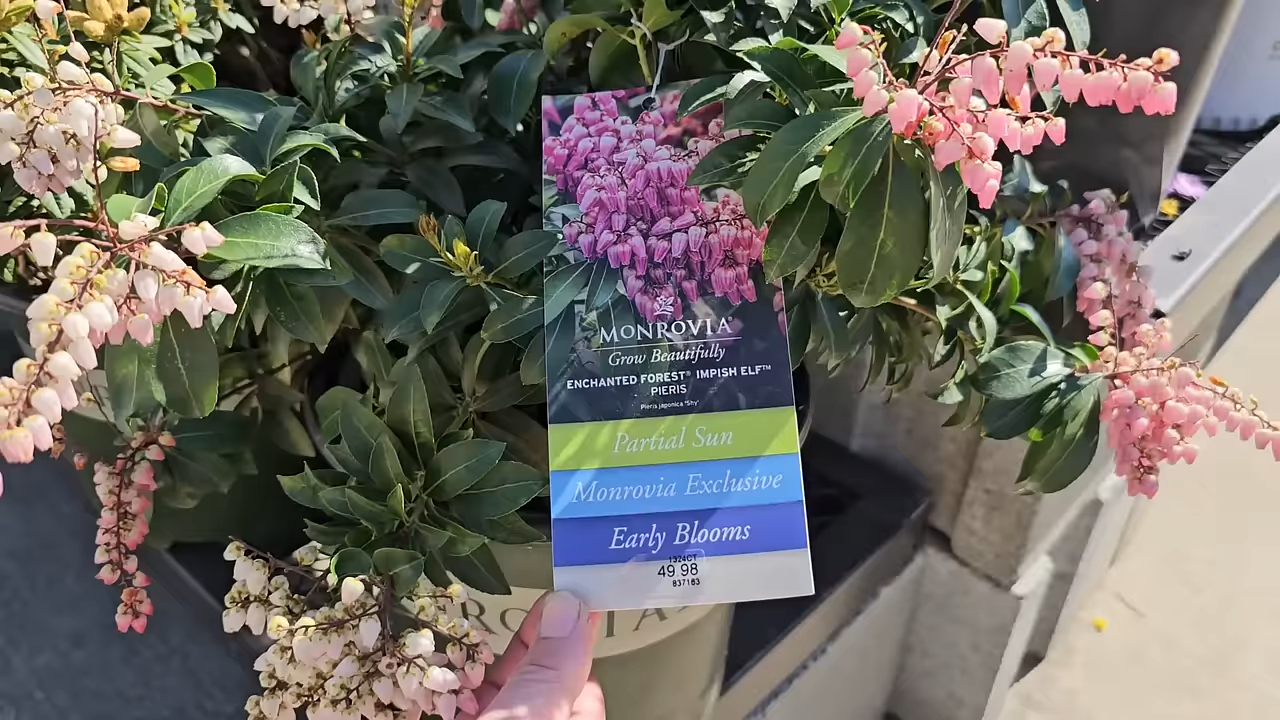 MONROVIA®
Grow Beautifully
ENCHANTED FOREST® IMPISH ELF™
PIERIS
Pieris japonica 'Shy'
Partial Sun
Monrovia Exclusive
Early Blooms
1324CT
49 98
837163